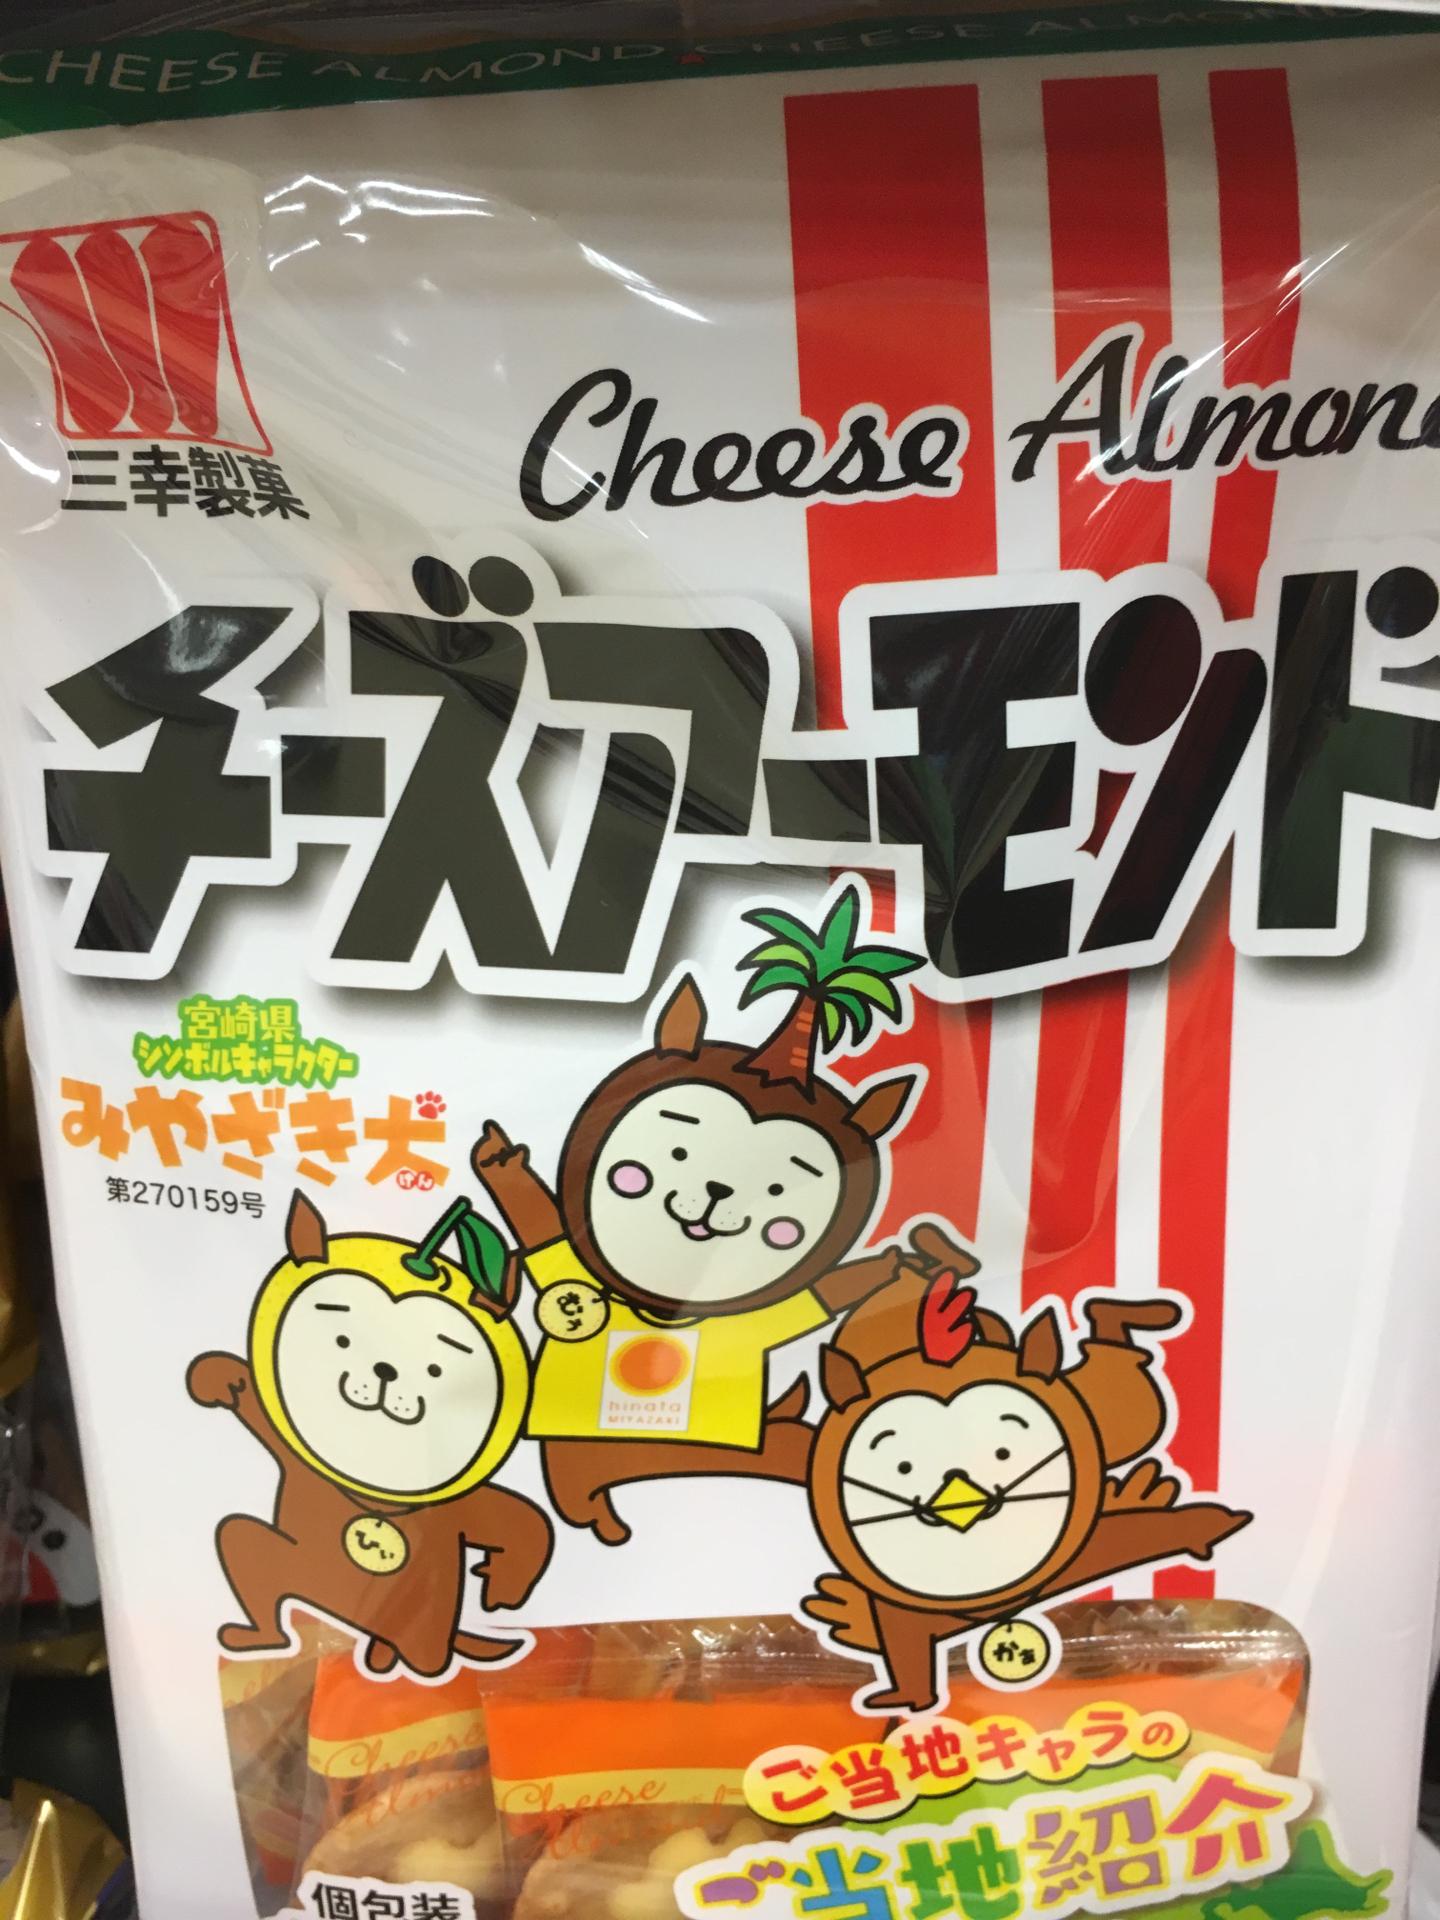 CHEESE ALMOND CHEESE ALMOND
三幸製菓
Cheese Almond
チーズアーモンド
宮崎県
シンボルキャラクター
みやざき犬
けん
第270159号
むぅ
hinata
MIYAZAKI
ひぃ
かぁ
Cheese
Almond
Cheese
Almond
ご当地キャラの
ご当地紹介
個包装